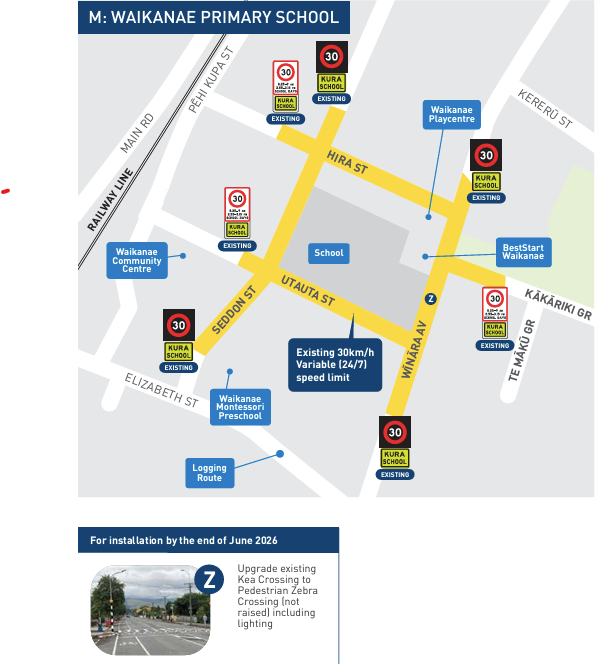 M: WAIKANAE PRIMARY SCHOOL
30
KURA
SCHOOL
EXISTING
30
KURA
SCHOOL
EXISTING
PĒHI KUPA ST
MAIN RD
RAILWAY LINE
Waikanae
Playcentre
KERERŪ ST
HIRA ST
30
KURA
SCHOOL
EXISTING
30
KURA
SCHOOL
EXISTING
Waikanae
Community
Centre
School
BestStart
Waikanae
UTAUTA ST
SEDDON ST
Z
KĀKĀRIKI GR
30
KURA
SCHOOL
EXISTING
30
KURA
SCHOOL
EXISTING
TE MĀKŪ GR
WĪNĀRA AV
Existing 30km/h
Variable (24/7)
speed limit
ELIZABETH ST
Waikanae
Montessori
Preschool
30
KURA
SCHOOL
EXISTING
Logging
Route
For installation by the end of June 2026
Z
Upgrade existing
Kea Crossing to
Pedestrian Zebra
Crossing (not
raised) including
lighting